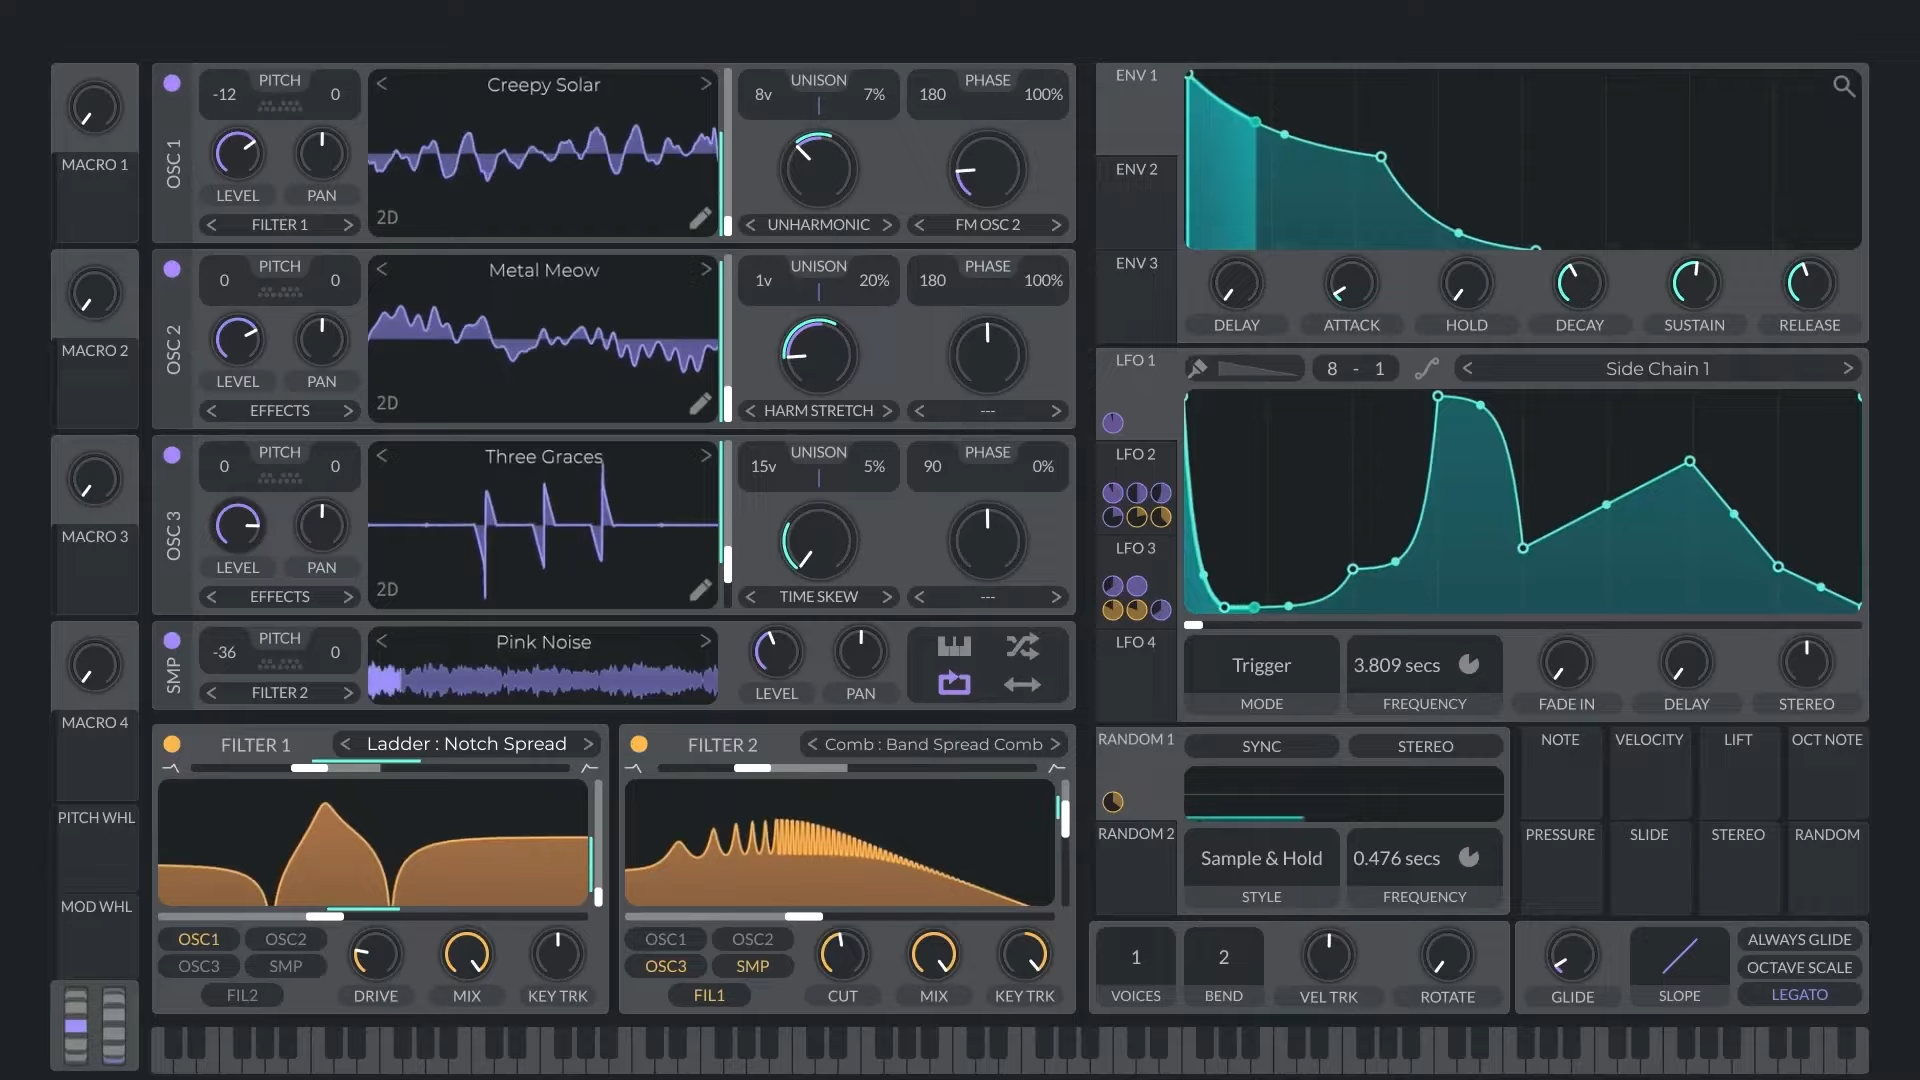 MACRO 1
MACRO 2
MACRO 3
MACRO 4
PITCH WHL
MOD WHL
OSC 1
-12 PITCH 0
LEVEL PAN
< FILTER 1 >
< Creepy Solar >
2D
8v UNISON 7%
< UNHARMONIC >
180 PHASE 100%
< FM OSC 2 >
OSC 2
0 PITCH 0
LEVEL PAN
< EFFECTS >
< Metal Meow >
2D
1v UNISON 20%
< HARM STRETCH >
180 PHASE 100%
< --- >
OSC 3
0 PITCH 0
LEVEL PAN
< EFFECTS >
< Three Graces >
2D
15v UNISON 5%
< TIME SKEW >
90 PHASE 0%
< --- >
SMP
-36 PITCH 0
< FILTER 2 >
< Pink Noise >
LEVEL PAN
FILTER 1 < Ladder : Notch Spread >
OSC1 OSC2
OSC3 SMP
FIL2
DRIVE MIX KEY TRK
FILTER 2 < Comb : Band Spread Comb >
OSC1 OSC2
OSC3 SMP
FIL1
CUT MIX KEY TRK
ENV 1
ENV 2
ENV 3
DELAY ATTACK HOLD DECAY SUSTAIN RELEASE
LFO 1
LFO 2
LFO 3
LFO 4
8 - 1 < Side Chain 1 >
Trigger
MODE
3.809 secs
FREQUENCY
FADE IN DELAY STEREO
RANDOM 1
RANDOM 2
SYNC STEREO
Sample & Hold
STYLE
0.476 secs
FREQUENCY
NOTE VELOCITY LIFT OCT NOTE
PRESSURE SLIDE STEREO RANDOM
1
VOICES
2
BEND
VEL TRK ROTATE
GLIDE SLOPE
ALWAYS GLIDE
OCTAVE SCALE
LEGATO